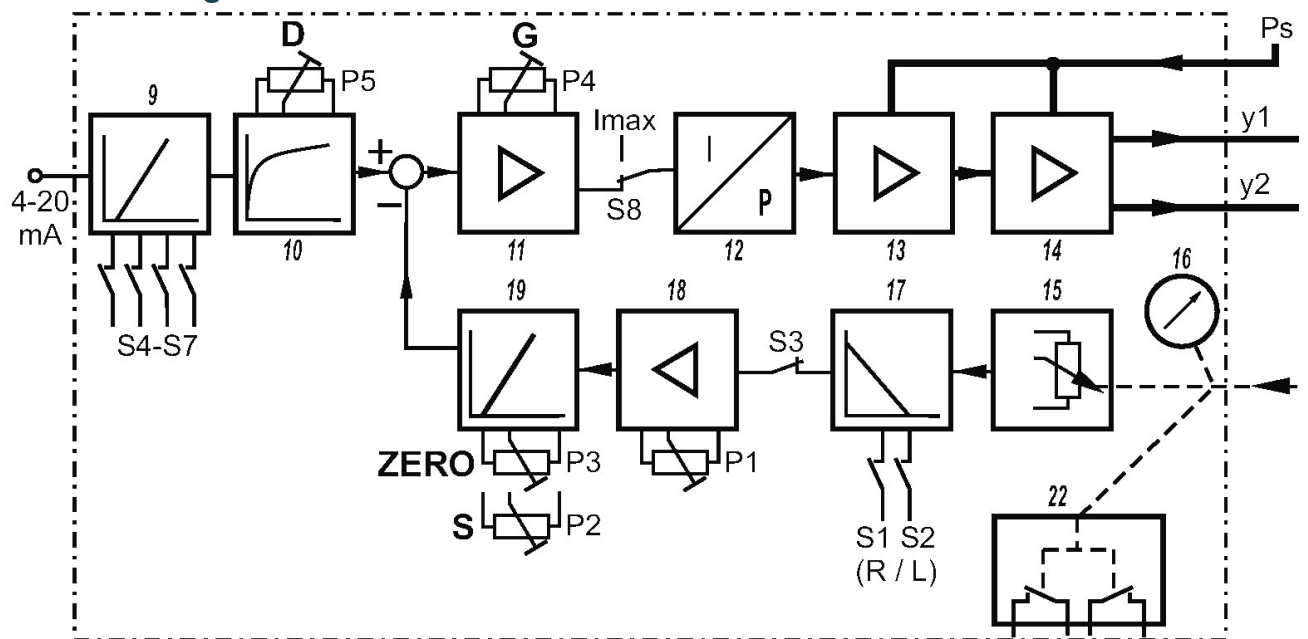 D
G
Ps
9
P5
P4
Imax
y1
4-20
mA
I
P
y2
S8
10
11
12
13
14
16
19
18
17
15
S4-S7
S3
ZERO
P3
P1
S
P2
S1 S2
(R / L)
22